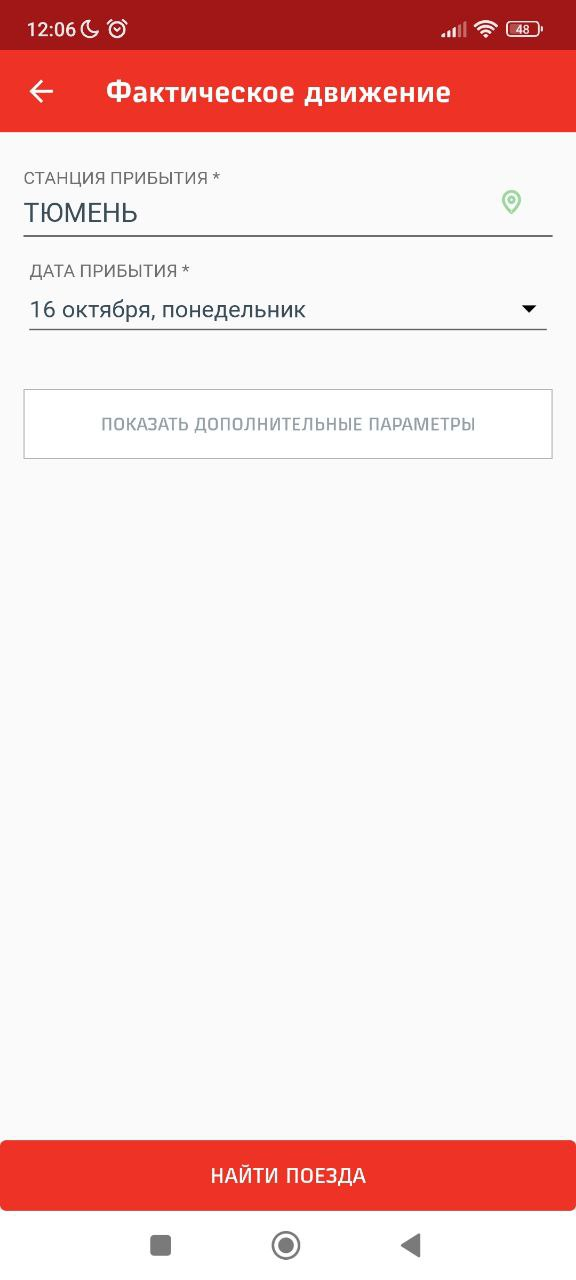 12:06 48
Фактическое движение
СТАНЦИЯ ПРИБЫТИЯ *
ТЮМЕНЬ
ДАТА ПРИБЫТИЯ *
16 октября, понедельник
ПОКАЗАТЬ ДОПОЛНИТЕЛЬНЫЕ ПАРАМЕТРЫ
НАЙТИ ПОЕЗДА